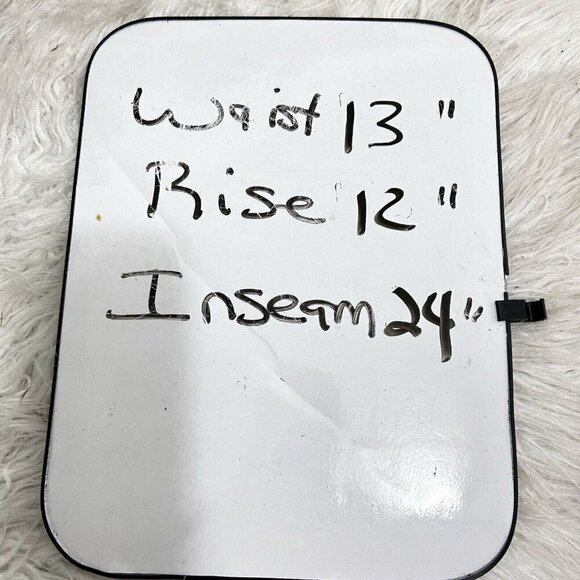 Waist 13"
Rise 12"
Inseam 24"